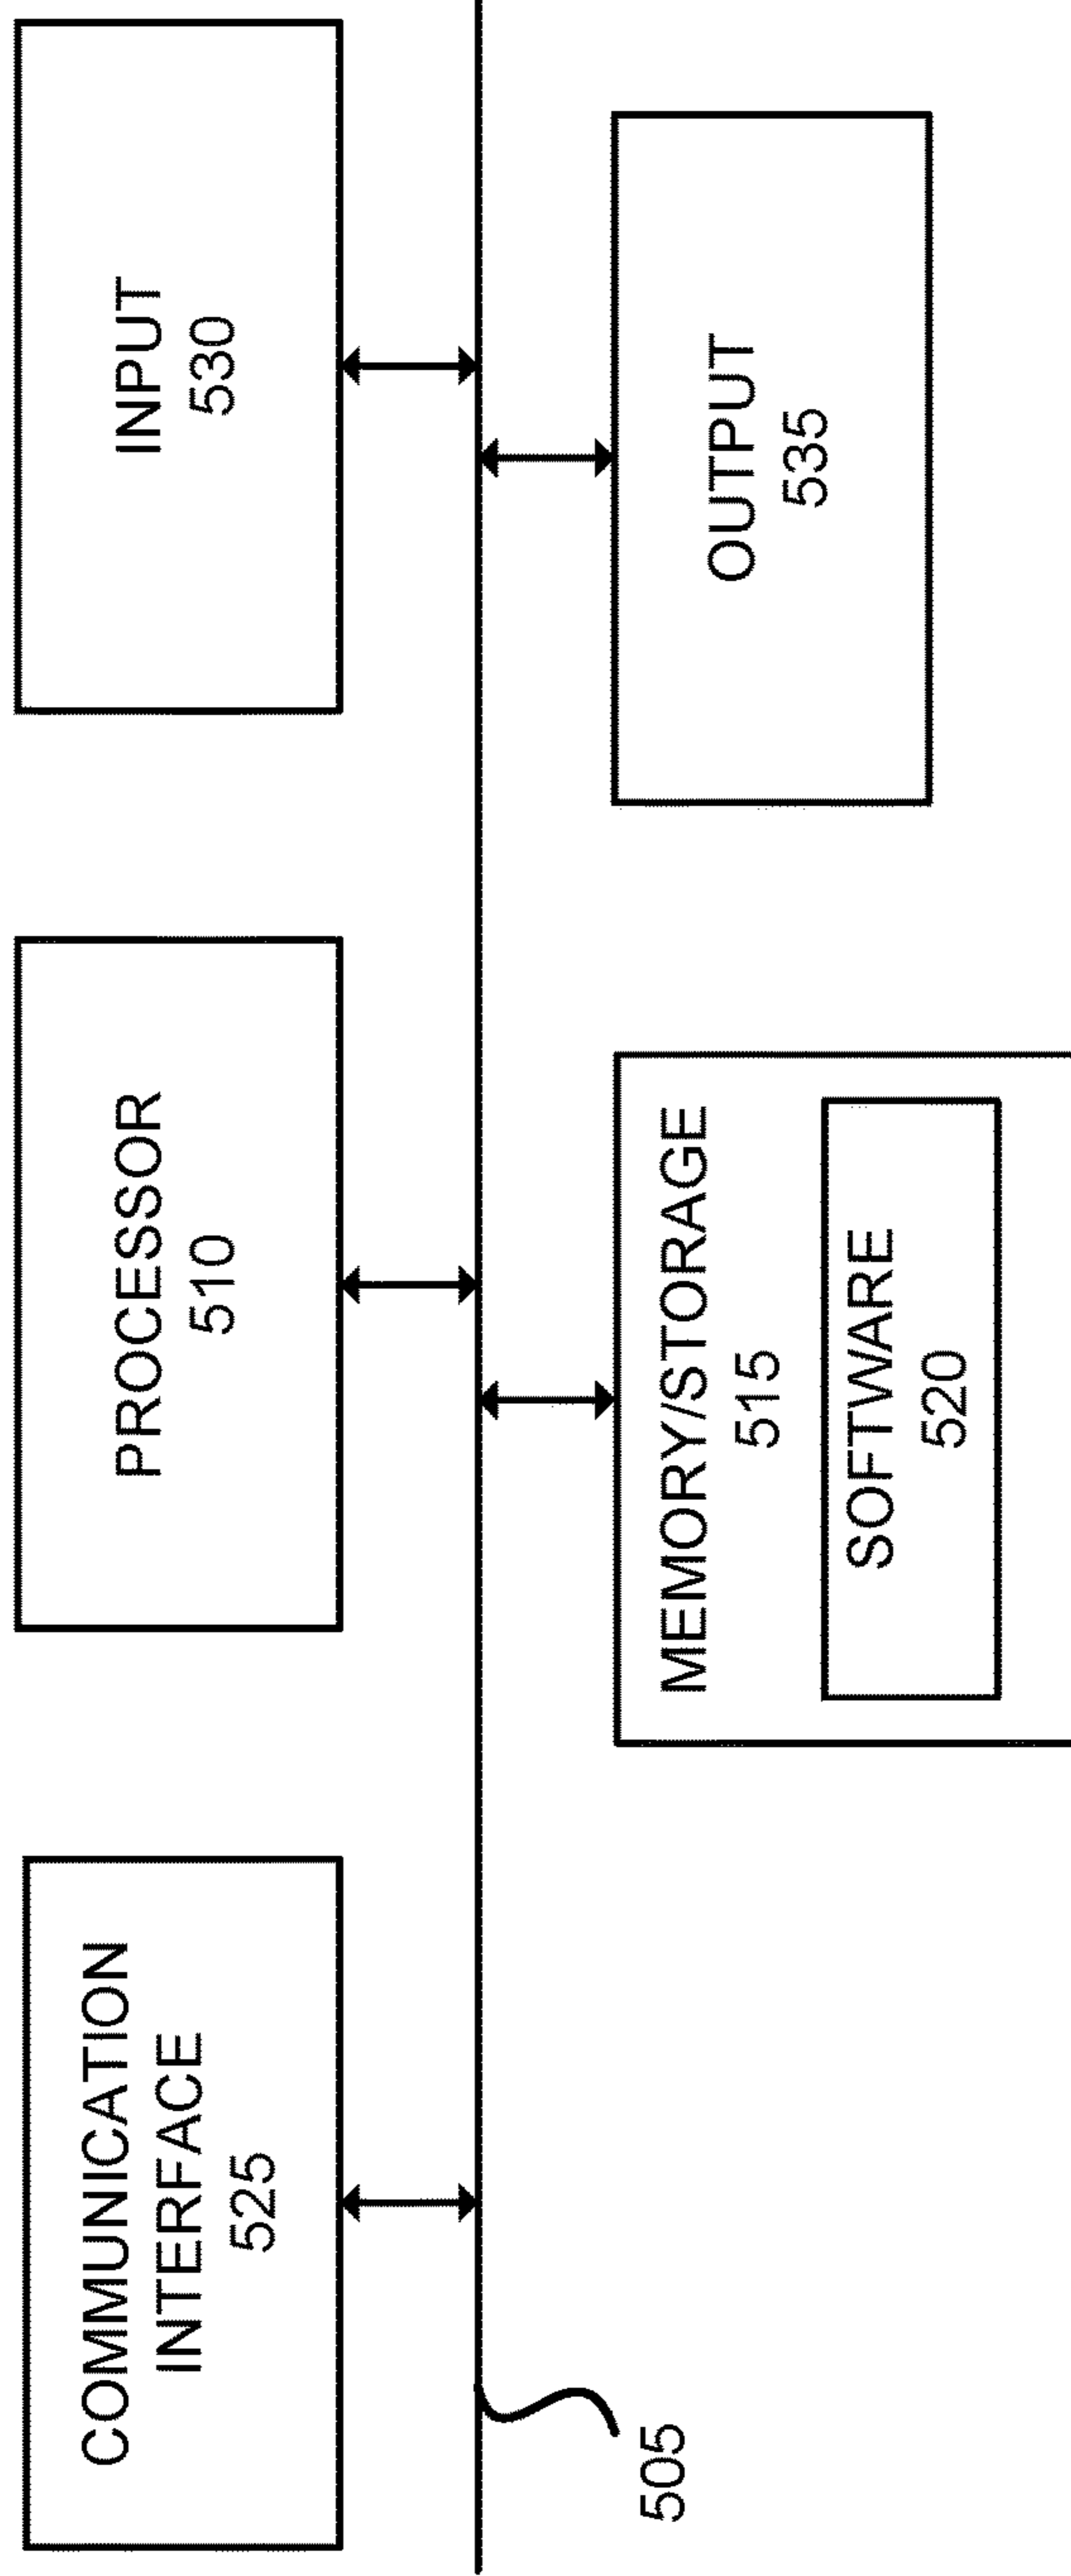 COMMUNICATION
INTERFACE
525
PROCESSOR
510
INPUT
530
505
MEMORY/STORAGE
515
SOFTWARE
520
OUTPUT
535